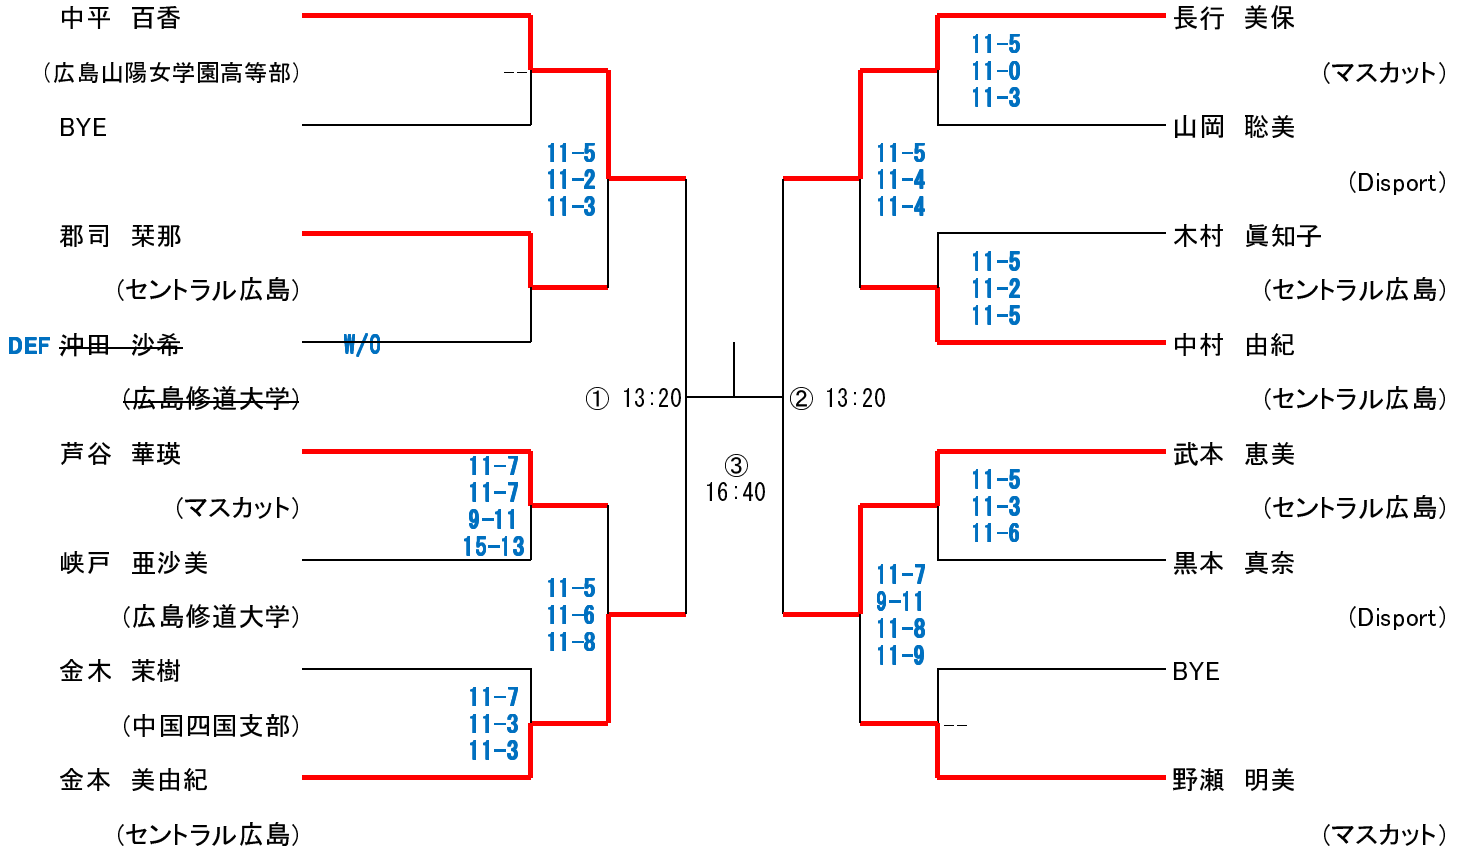 中平　百香
(広島山陽女学園高等部)
--
BYE
11-5
11-2
11-3
郡司　栞那
(セントラル広島)
DEF 沖田　沙希 W/O
(広島修道大学)
① 13:20
芦谷　華瑛
11-7
(マスカット)
11-7
9-11
15-13
峡戸　亜沙美
(広島修道大学)
11-5
11-6
11-8
金木　茉樹
(中国四国支部)
11-7
11-3
11-3
金本　美由紀
(セントラル広島)
③
16:40
長行　美保
11-5
(マスカット)
11-0
11-3
山岡　聡美
11-5
11-4
11-4
(Disport)
木村　眞知子
11-5
(セントラル広島)
11-2
11-5
中村　由紀
② 13:20
(セントラル広島)
武本　恵美
11-5
(セントラル広島)
11-3
11-6
黒本　真奈
11-7
9-11
11-8
11-9
(Disport)
BYE
--
野瀬　明美
(マスカット)